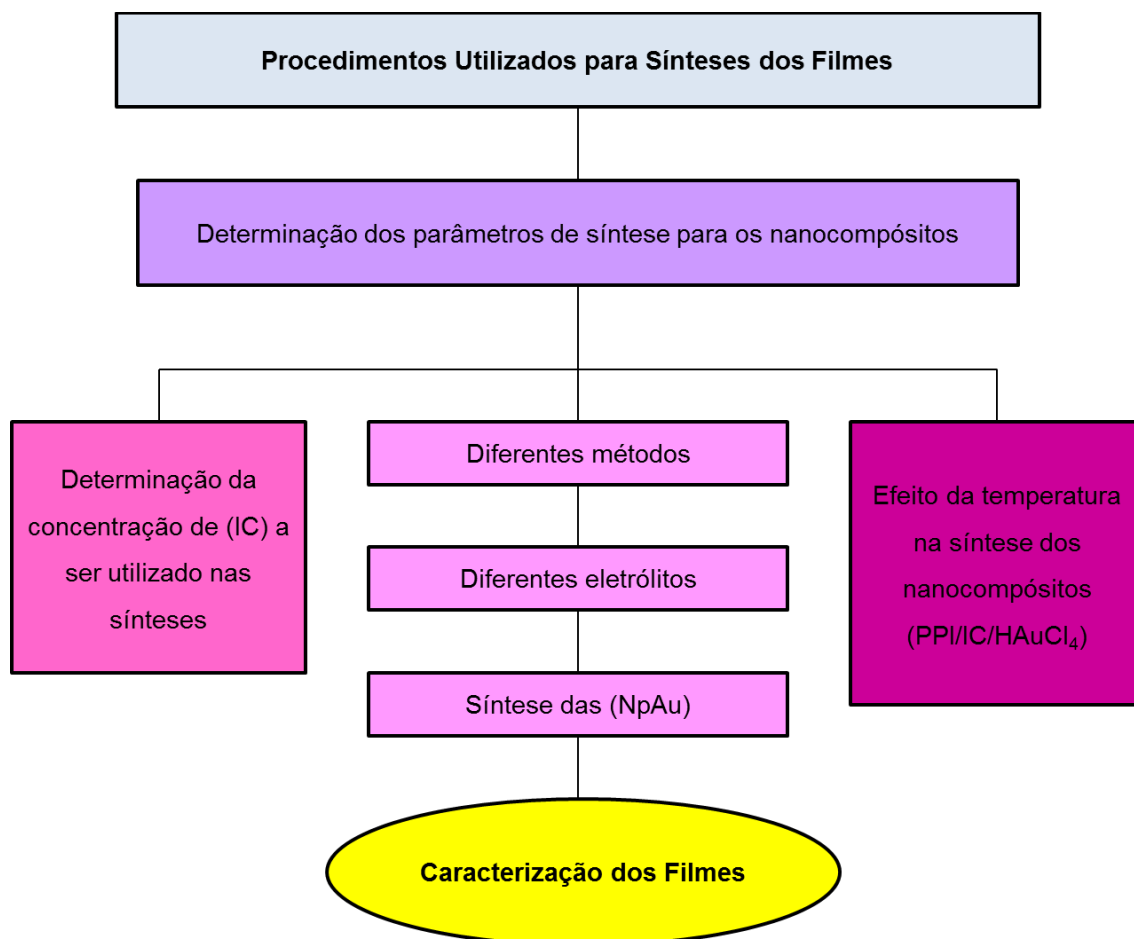 Procedimentos Utilizados para Sínteses dos Filmes
Determinação dos parâmetros de síntese para os nanocompósitos
Determinação da
concentração de (IC) a
ser utilizado nas
sínteses
Diferentes métodos
Diferentes eletrólitos
Síntese das (NpAu)
Efeito da temperatura
na síntese dos
nanocompósitos
(PPI/IC/HAuCl₄)
Caracterização dos Filmes